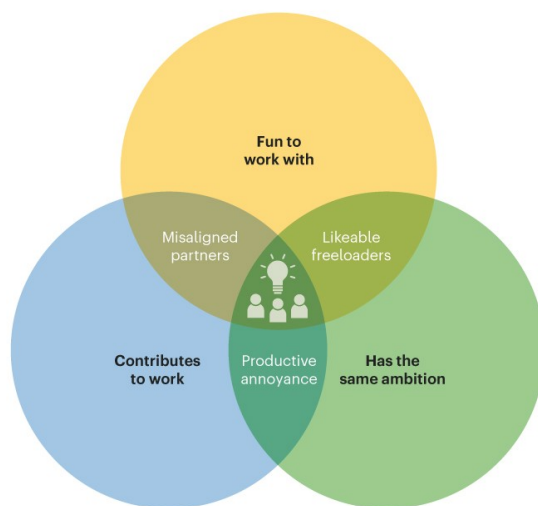 Fun to
work with
Misaligned
partners
Likeable
freeloaders
Contributes
to work
Productive
annoyance
Has the
same ambition